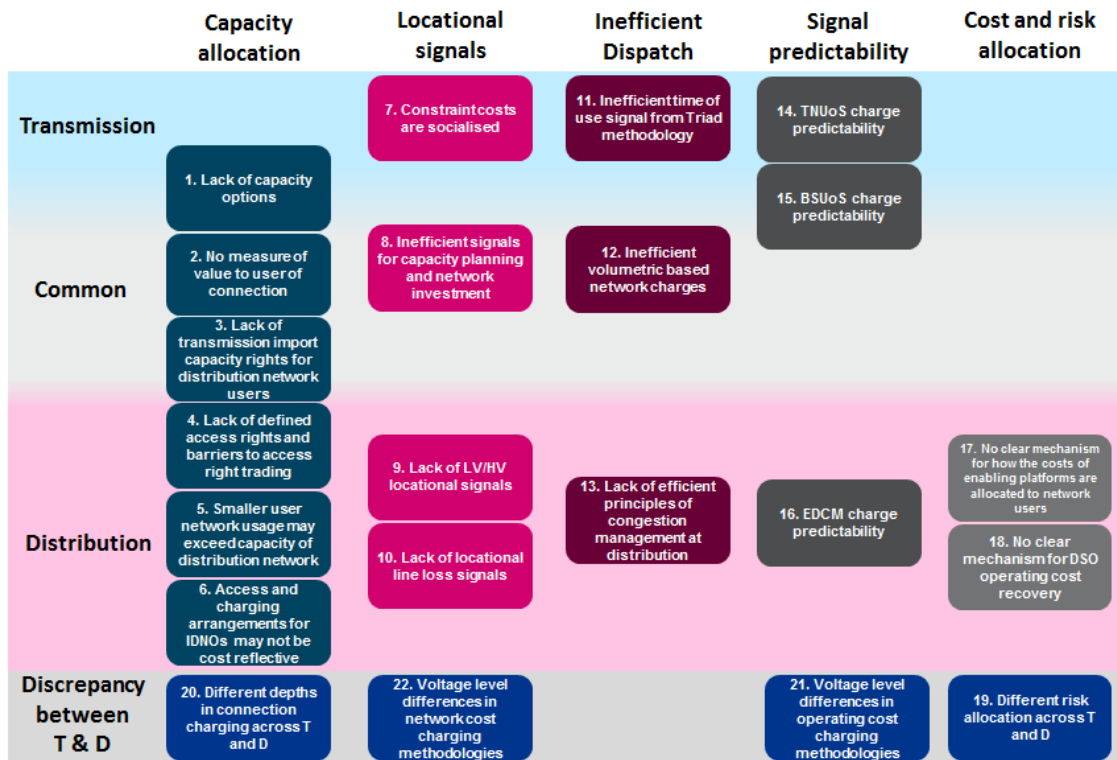 Capacity
allocation
Locational
signals
Inefficient
Dispatch
Signal
predictability
Cost and risk
allocation
Transmission
7. Constraint costs
are socialised
11. Inefficient time of
use signal from Triad
methodology
14. TNUoS charge
predictability
1. Lack of capacity
options
15. BSUoS charge
predictability
Common
2. No measure of
value to user of
connection
8. Inefficient signals
for capacity planning
and network
investment
12. Inefficient
volumetric based
network charges
3. Lack of
transmission import
capacity rights for
distribution network
users
Distribution
4. Lack of defined
access rights and
barriers to access
right trading
9. Lack of LV/HV
locational signals
13. Lack of efficient
principles of
congestion
management at
distribution
16. EDCM charge
predictability
17. No clear mechanism
for how the costs of
enabling platforms are
allocated to network
users
5. Smaller user
network usage may
exceed capacity of
distribution network
10. Lack of locational
line loss signals
18. No clear
mechanism for DSO
operating cost
recovery
6. Access and
charging
arrangements for
IDNOs may not be
cost reflective
Discrepancy
between
T & D
20. Different depths
in connection
charging across T
and D
22. Voltage level
differences in
network cost
charging
methodologies
21. Voltage level
differences in
operating cost
charging
methodologies
19. Different risk
allocation across T
and D